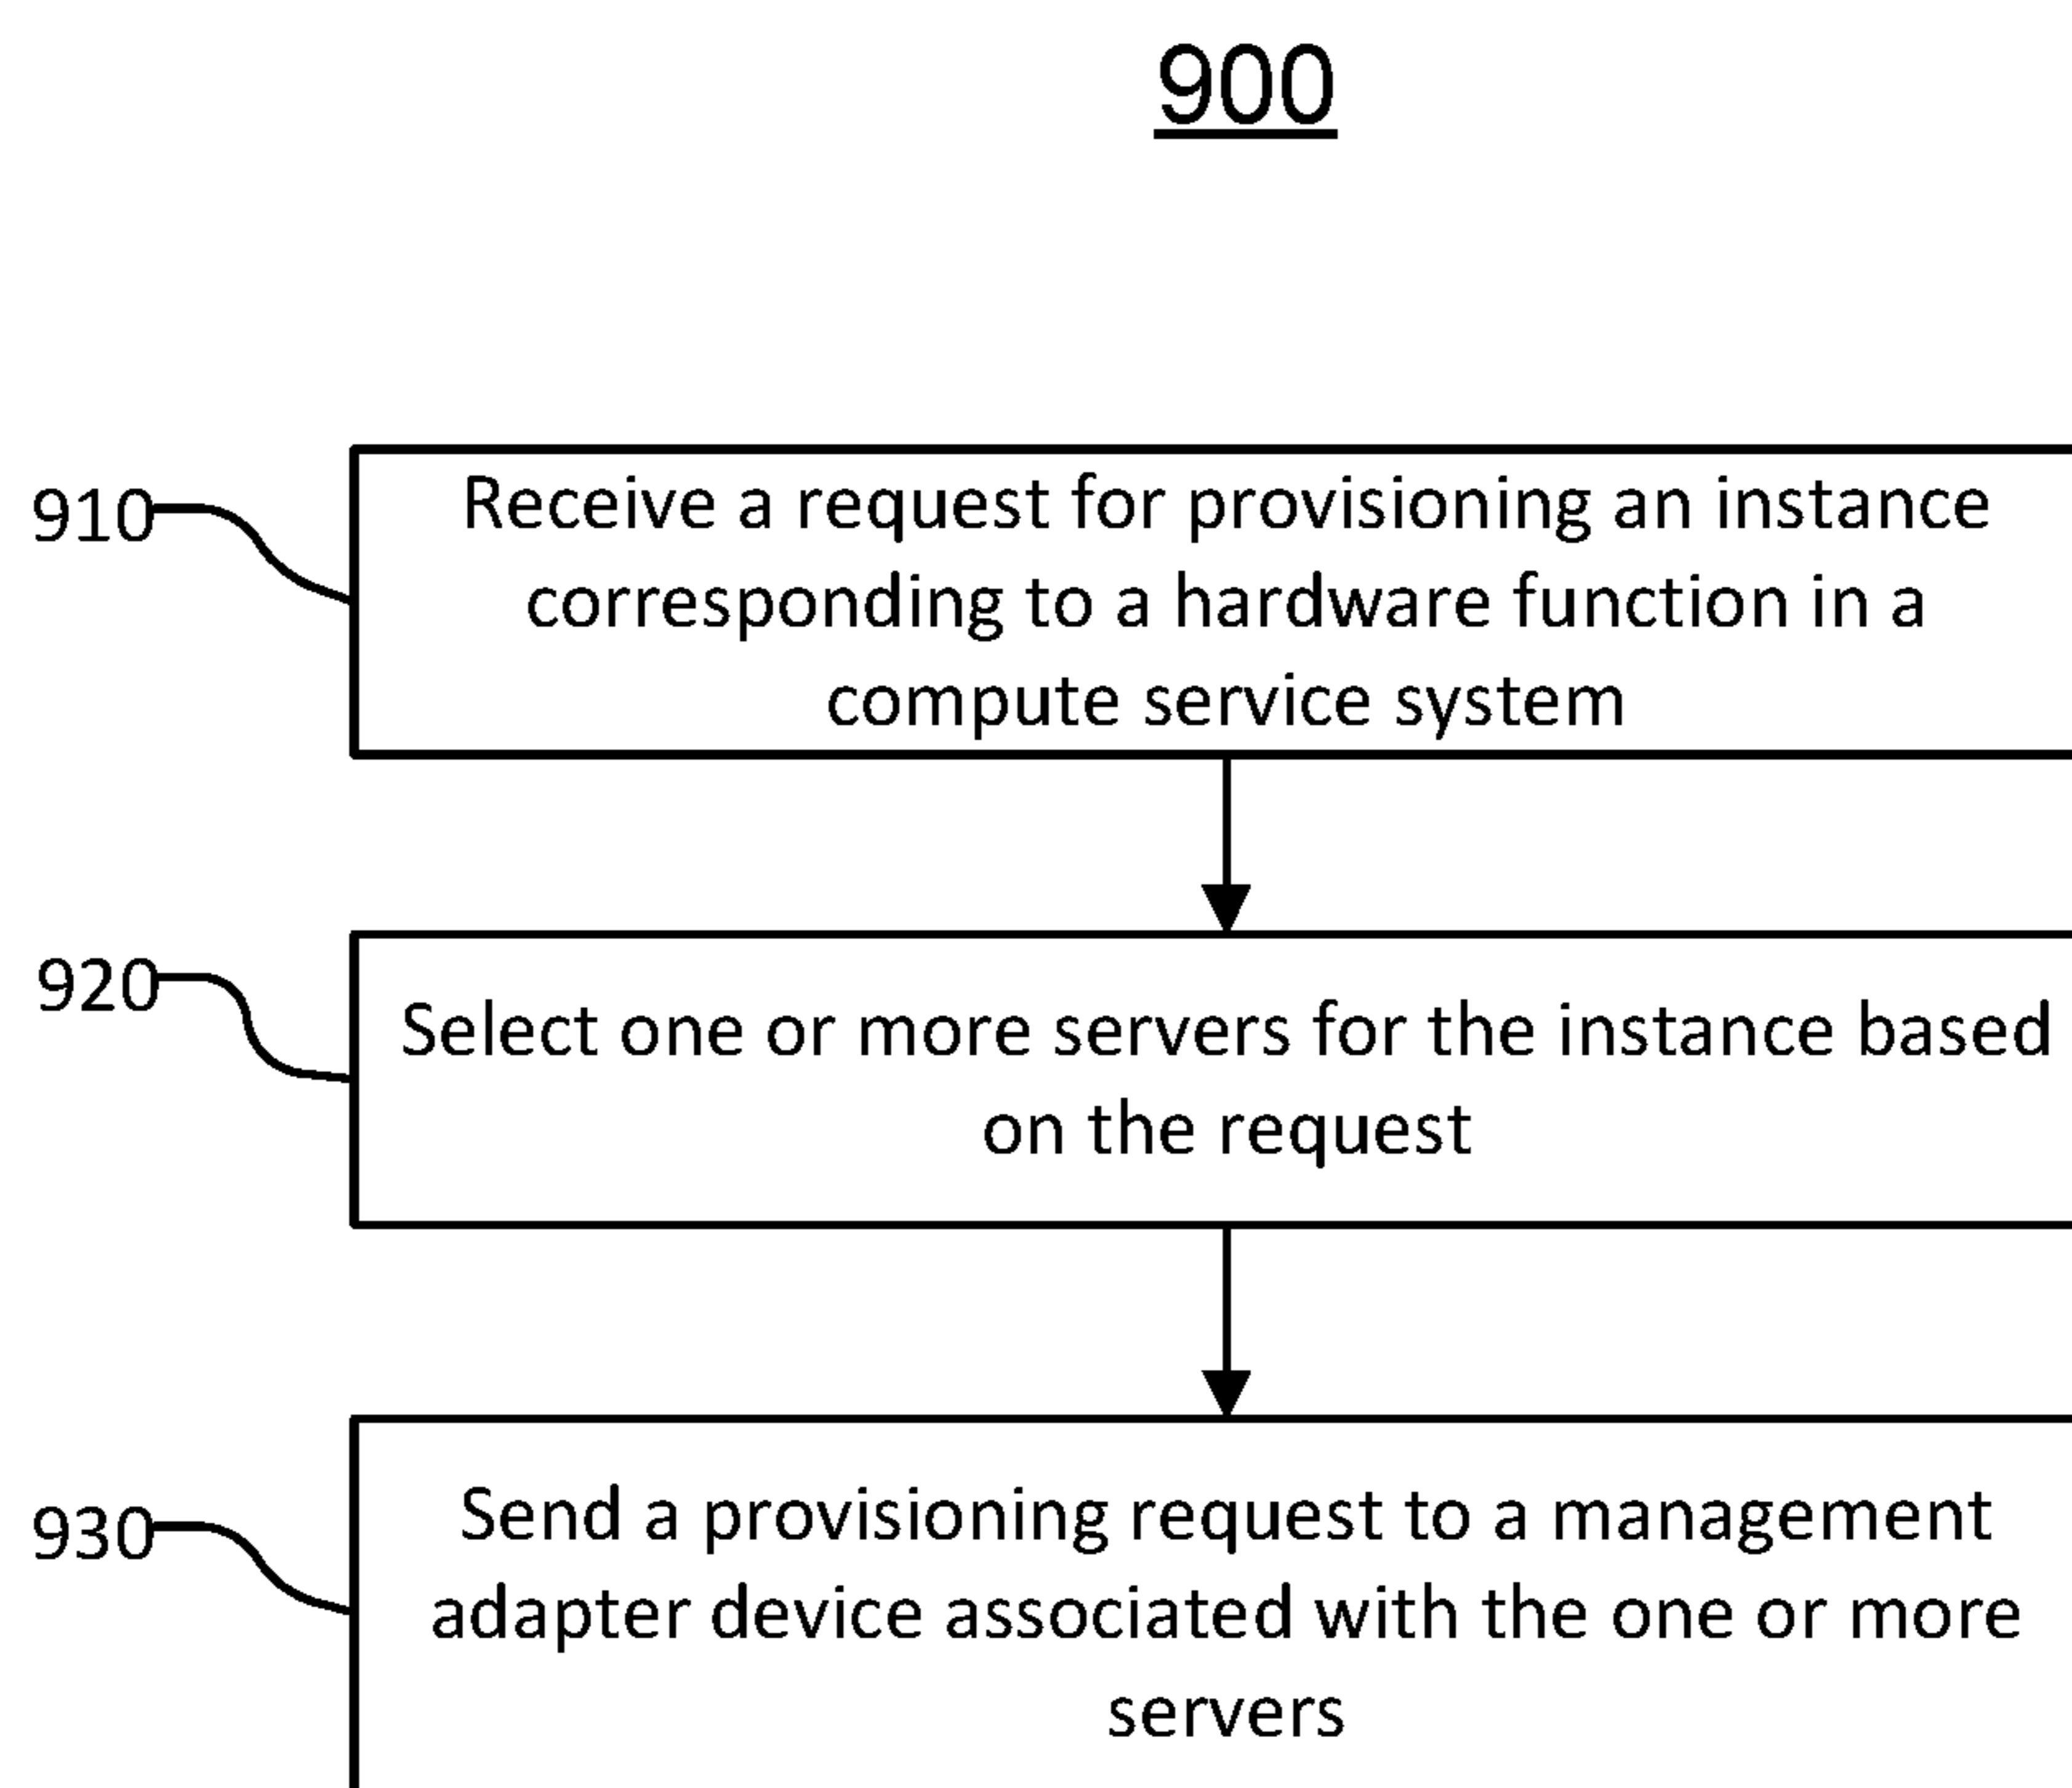 900
910
Receive a request for provisioning an instance
corresponding to a hardware function in a
compute service system
920
Select one or more servers for the instance based
on the request
930
Send a provisioning request to a management
adapter device associated with the one or more
servers